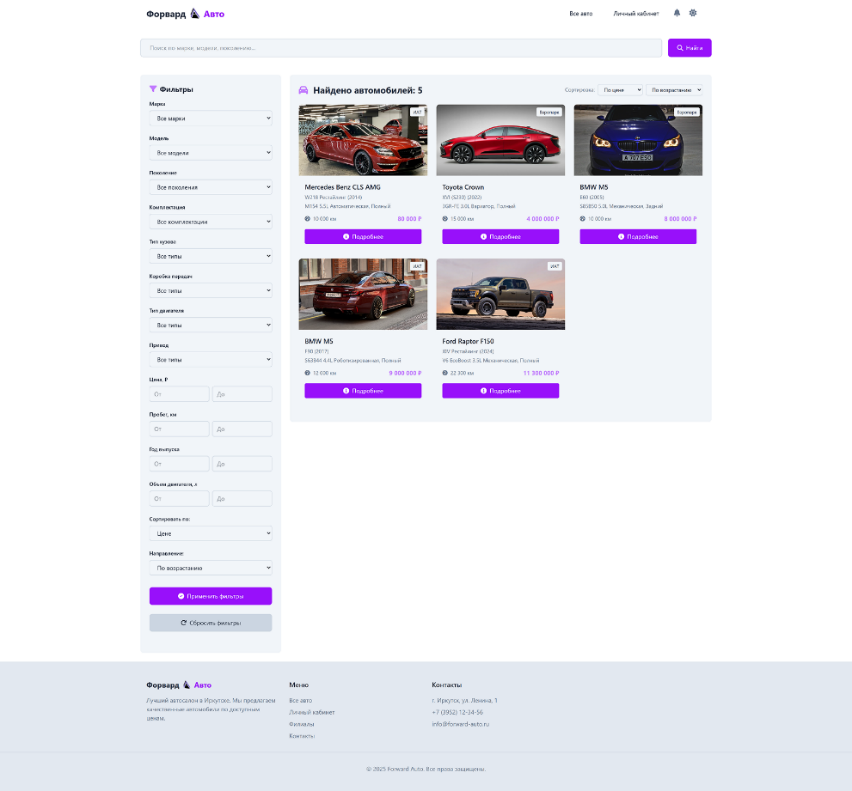 Форвард Авто
Все авто
Личный кабинет
Поиск по марке, модели, поколению...
Найти
Фильтры
Марка
Все марки
Модель
Все модели
Поколение
Все поколения
Комплектация
Все комплектации
Тип кузова
Все типы
Коробка передач
Все типы
Тип двигателя
Все типы
Привод
Все типы
Цена, ₽
От До
Пробег, км
От До
Год выпуска
От До
Объем двигателя, л
От До
Сортировать по:
Цене
Направление:
По возрастанию
Применить фильтры
Сбросить фильтры
Найдено автомобилей: 5
Сортировка:
По цене
По возрастанию
Mercedes Benz CLS AMG
W218 Рестайлинг (2014)
M157 5.5L Автоматическая, Полный
10 000 км
80 000 ₽
Подробнее
Toyota Crown
XVI (S230) (2022)
Вариатор, Полный
15 000 км
4 000 000 ₽
Подробнее
BMW M5
E60 (2005)
S85B50 5.0L Механическая, Задний
10 000 км
8 000 000 ₽
Подробнее
BMW M5
F90 (2017)
S63B44 4.4L Роботизированная, Полный
12 000 км
9 000 000 ₽
Подробнее
Ford Raptor F150
XIV Рестайлинг (2024)
V6 EcoBoost 3.5L Механическая, Полный
22 300 км
11 300 000 ₽
Подробнее
Форвард Авто
Лучший автосалон в Иркутске. Мы предлагаем
качественные автомобили по доступным
ценам.
Меню
Все авто
Личный кабинет
Филиалы
Контакты
Контакты
г. Иркутск, ул. Ленина, 1
+7 (3952) 12-34-56
info@forward-auto.ru
© 2025 Forward Auto. Все права защищены.